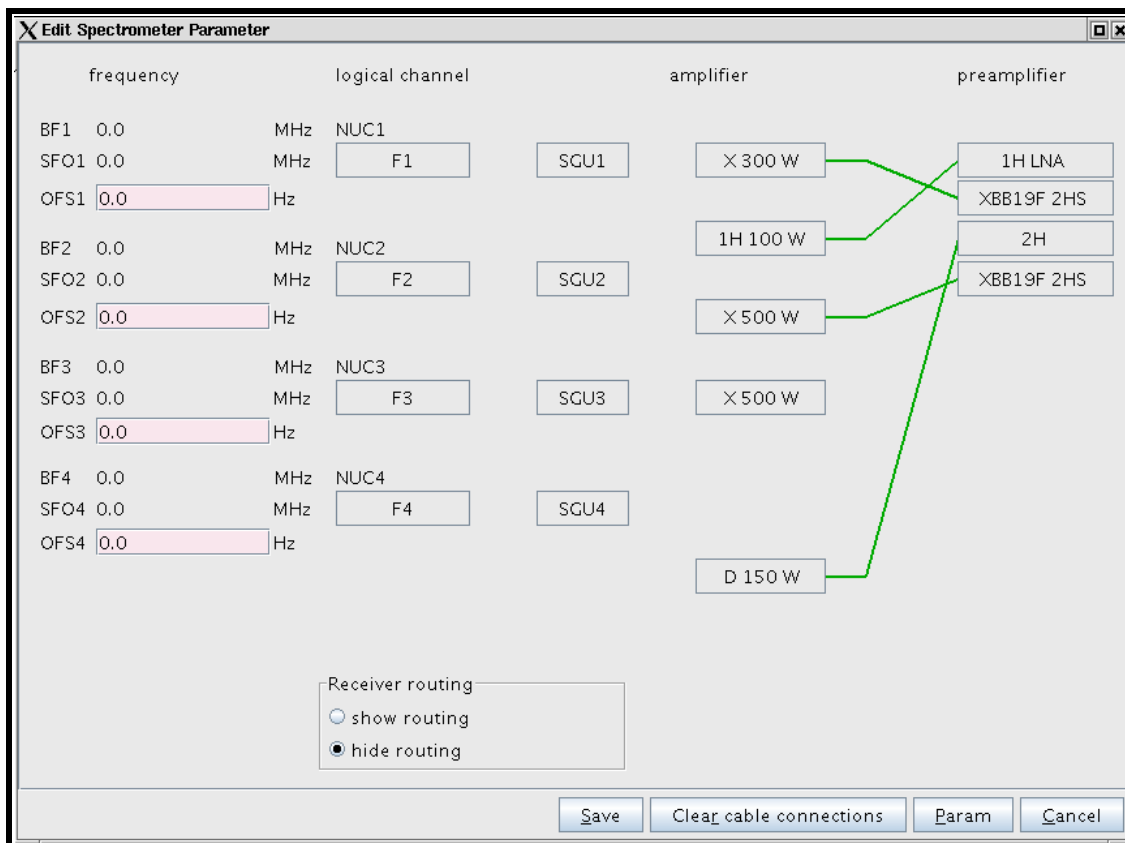 Edit Spectrometer Parameter
frequency logical channel amplifier preamplifier
BF1 0.0 MHz NUC1
SFO1 0.0 MHz F1 SGU1 X 300 W 1H LNA
OFS1 0.0 Hz XBB19F 2HS
BF2 0.0 MHz NUC2 1H 100 W 2H
SFO2 0.0 MHz F2 SGU2 XBB19F 2HS
OFS2 0.0 Hz X 500 W
BF3 0.0 MHz NUC3
SFO3 0.0 MHz F3 SGU3 X 500 W
OFS3 0.0 Hz
BF4 0.0 MHz NUC4
SFO4 0.0 MHz F4 SGU4
OFS4 0.0 Hz
D 150 W
Receiver routing
show routing
hide routing
Save Clear cable connections Param Cancel